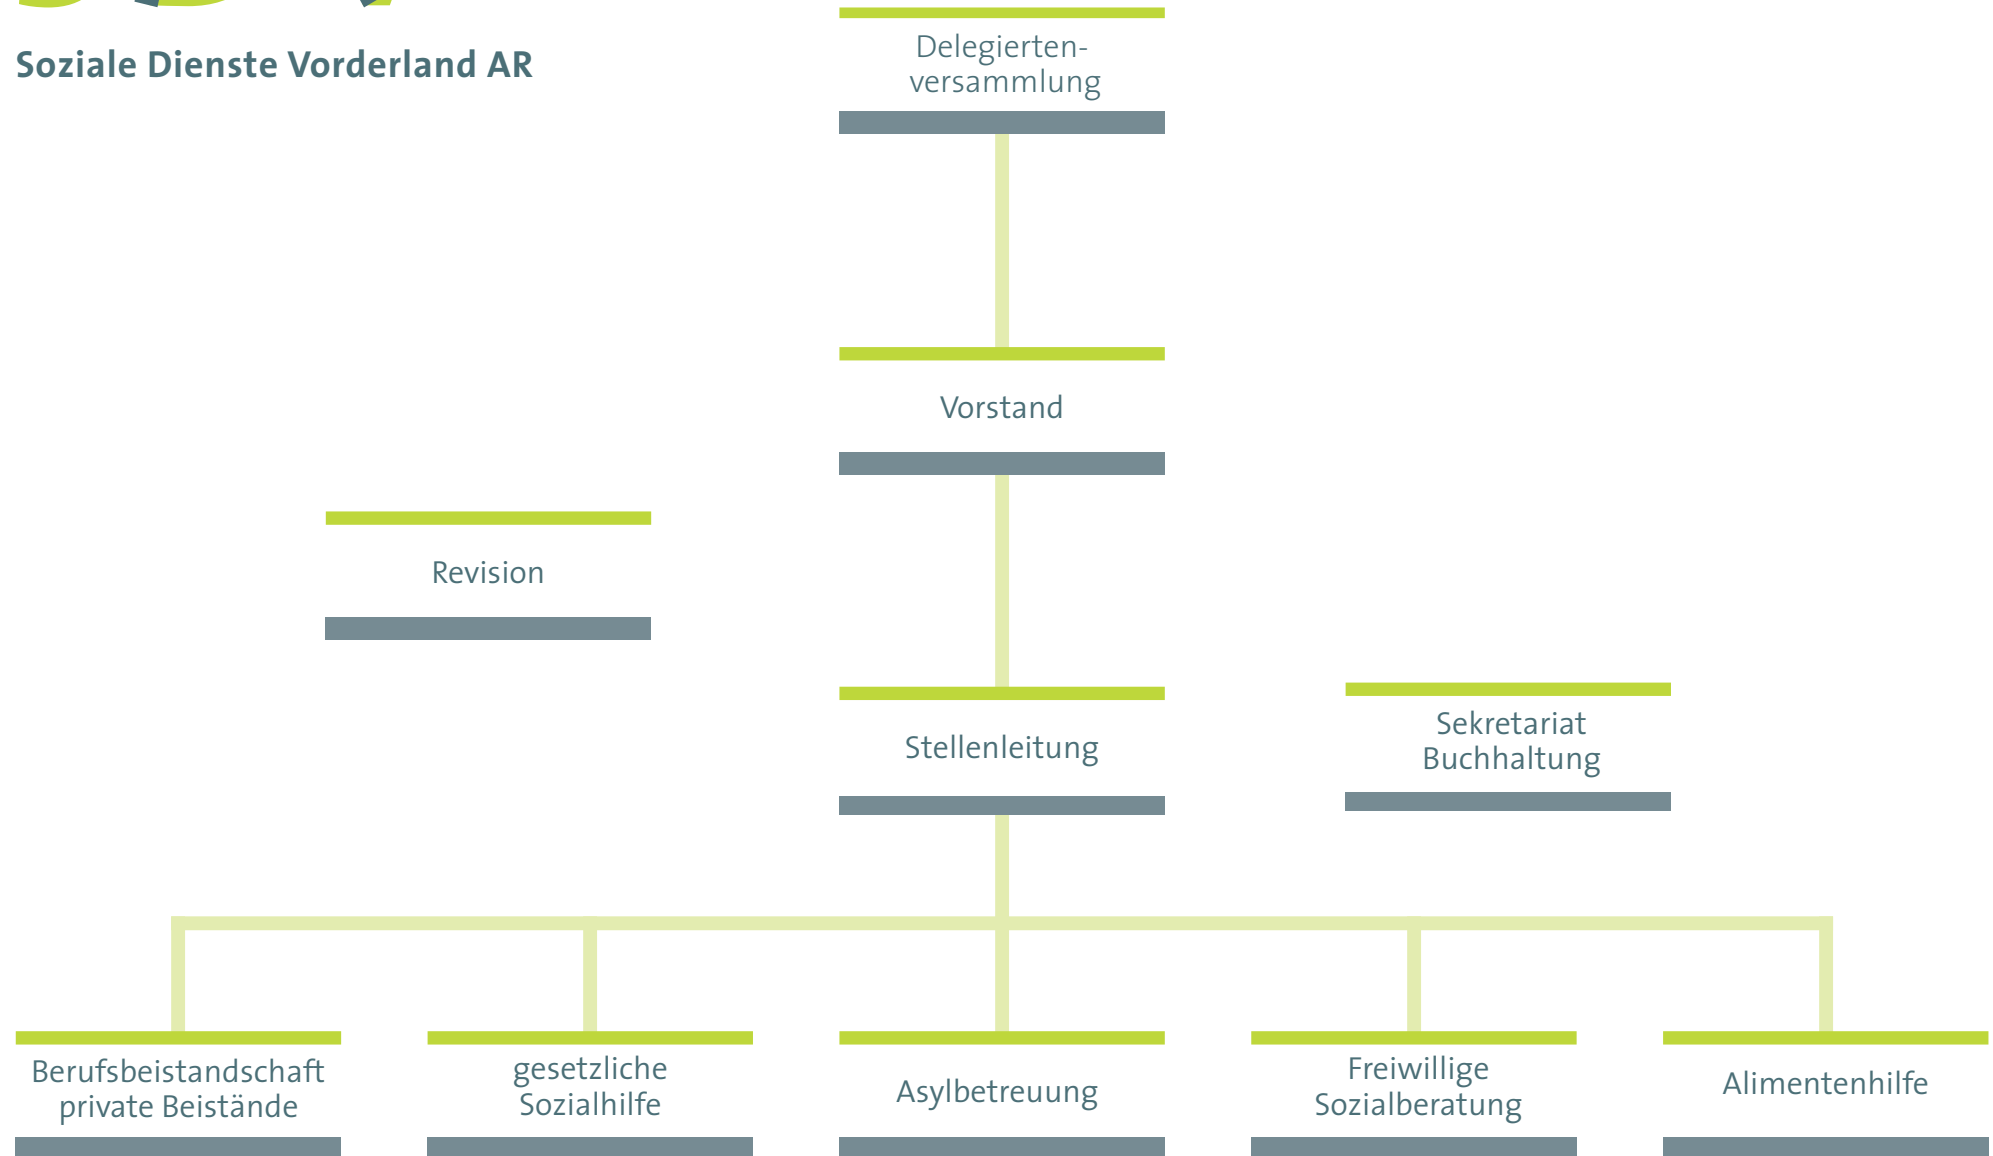 Soziale Dienste Vorderland AR
Delegierten-
versammlung
Vorstand
Revision
Stellenleitung
Sekretariat
Buchhaltung
Berufsbeistandschaft
private Beistände
gesetzliche
Sozialhilfe
Asylbetreuung
Freiwillige
Sozialberatung
Alimentenhilfe